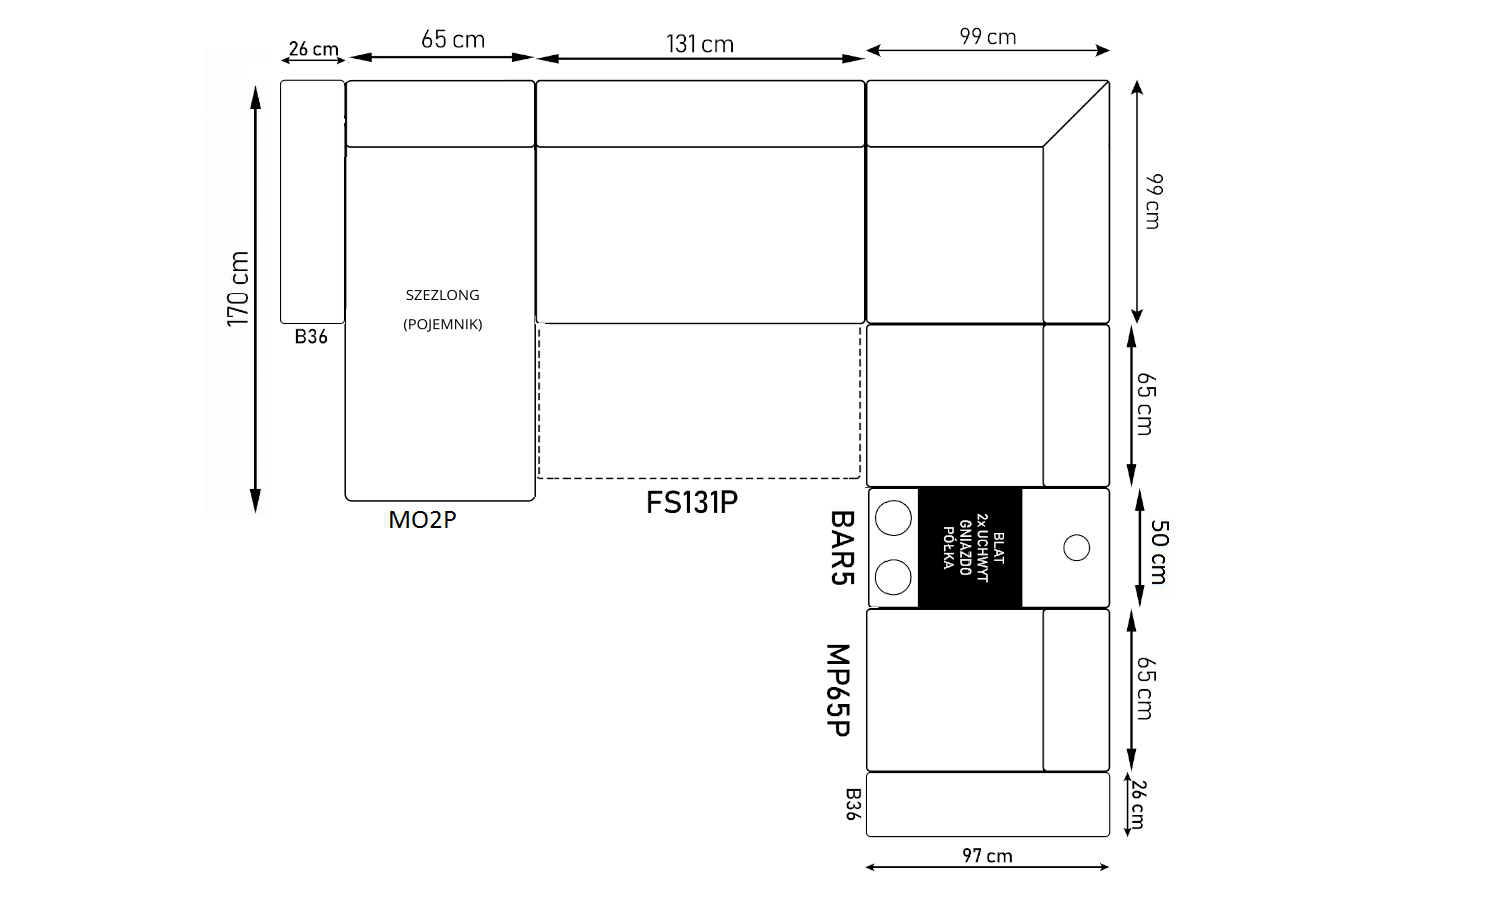 26 cm
65 cm
131 cm
99 cm
170 cm
99 cm
SZEZLONG
(POJEMNIK)
B36
65 cm
MO2P
FS131P
BAR5
BLAT
2x UCHWYT
GNIAZDO
PÓŁKA
50 cm
MP65P
65 cm
B36
26 cm
97 cm